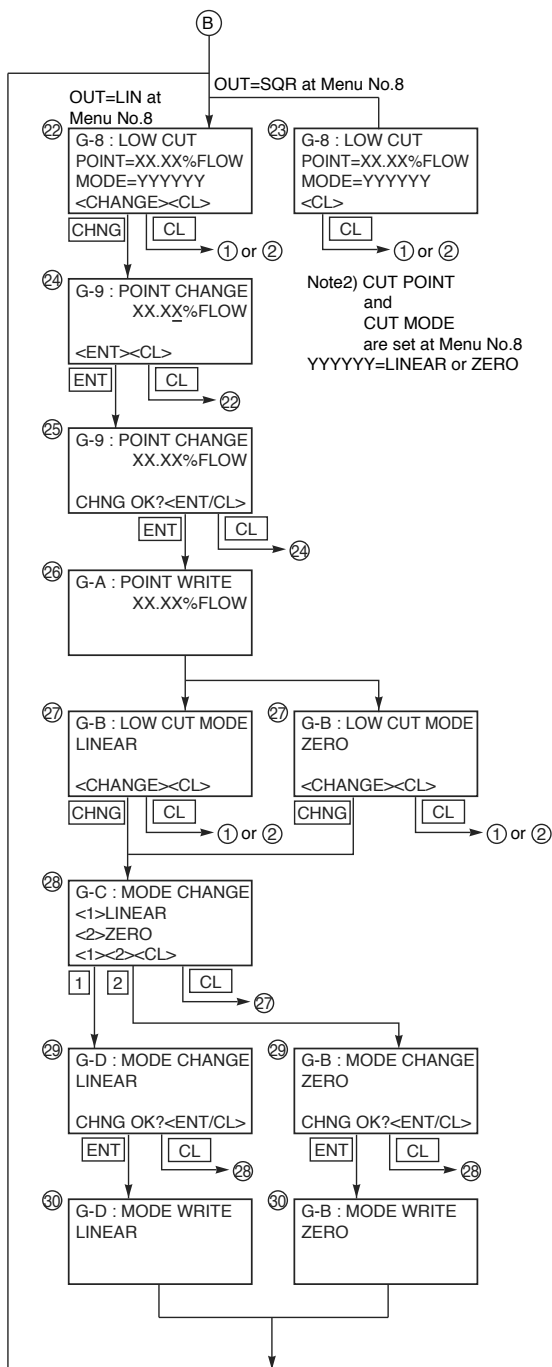 B
OUT=LIN at
Menu No.8
OUT=SQR at Menu No.8
22
G-8 : LOW CUT
POINT=XX.XX%FLOW
MODE=YYYYYY
<CHANGE><CL>
23
G-8 : LOW CUT
POINT=XX.XX%FLOW
MODE=YYYYYY
<CL>
CHNG
CL
1 or 2
CL
1 or 2
Note2) CUT POINT
and
CUT MODE
are set at Menu No.8
YYYYYY=LINEAR or ZERO
24
G-9 : POINT CHANGE
XX.XX%FLOW
<ENT><CL>
ENT
CL
22
25
G-9 : POINT CHANGE
XX.XX%FLOW
CHNG OK?<ENT/CL>
ENT
CL
24
26
G-A : POINT WRITE
XX.XX%FLOW
27
G-B : LOW CUT MODE
LINEAR
<CHANGE><CL>
27
G-B : LOW CUT MODE
ZERO
<CHANGE><CL>
CHNG
CL
1 or 2
CHNG
CL
1 or 2
28
G-C : MODE CHANGE
<1>LINEAR
<2>ZERO
<1><2><CL>
1
2
CL
27
29
G-D : MODE CHANGE
LINEAR
CHNG OK?<ENT/CL>
29
G-B : MODE CHANGE
ZERO
CHNG OK?<ENT/CL>
ENT
CL
28
ENT
CL
28
30
G-D : MODE WRITE
LINEAR
30
G-B : MODE WRITE
ZERO